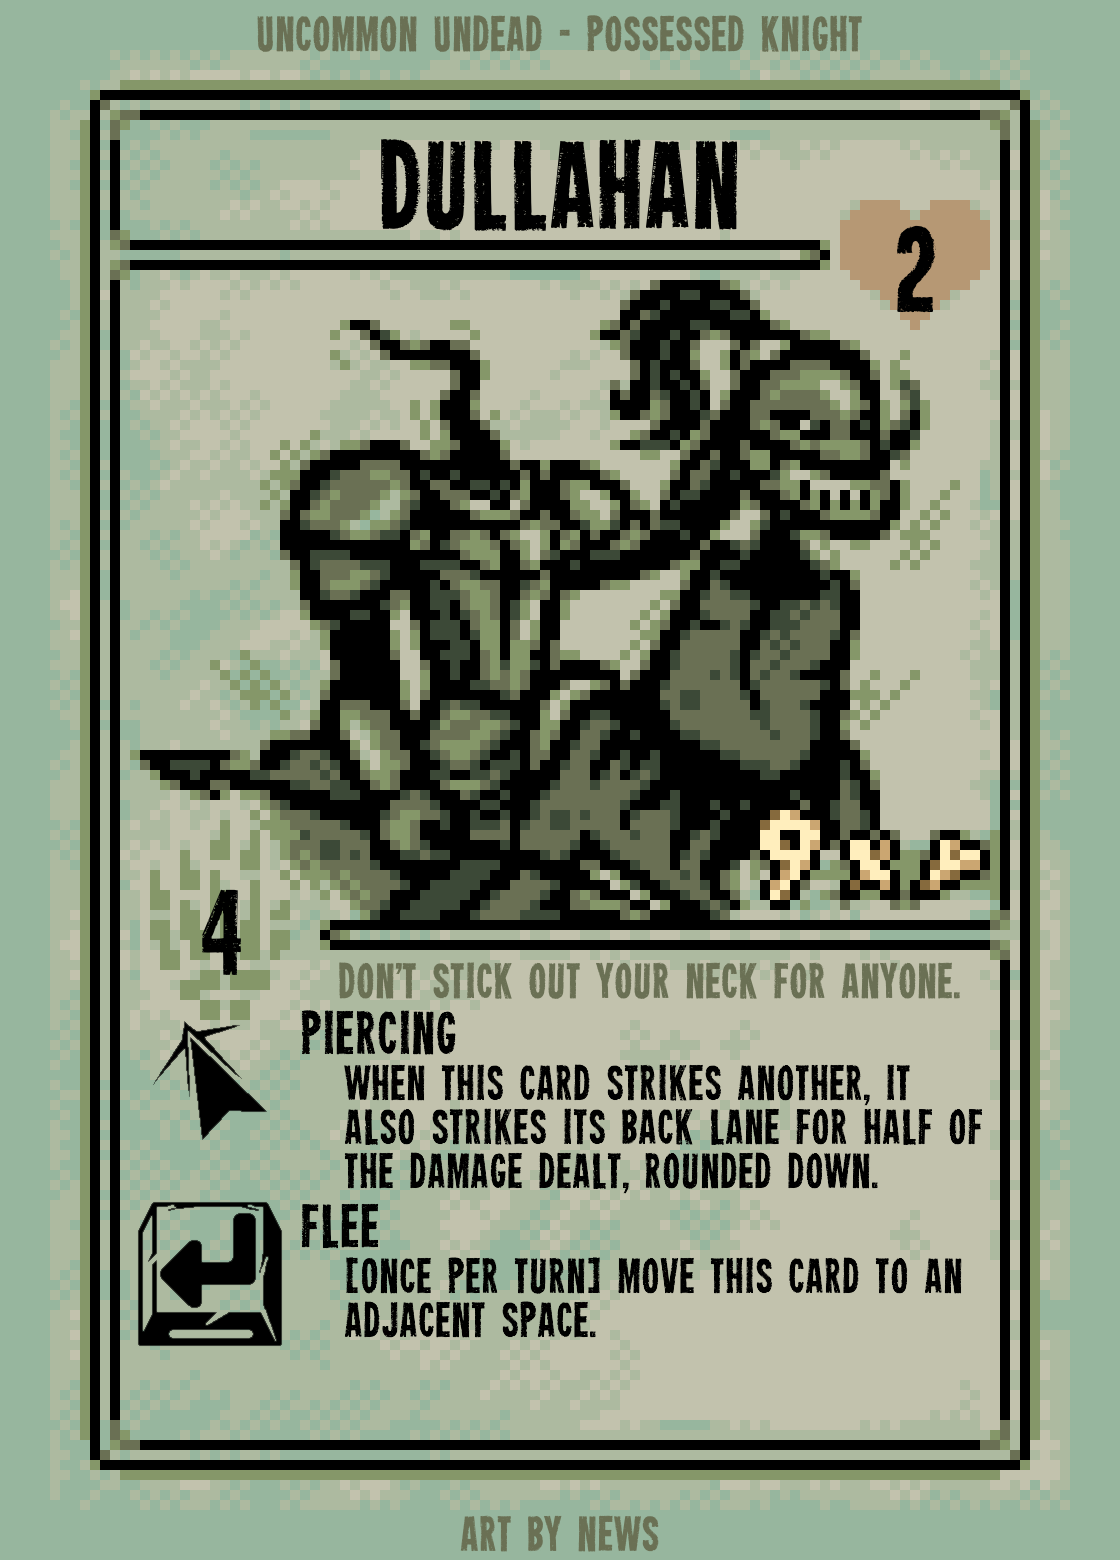 UNCOMMON UNDEAD - POSSESSED KNIGHT
DULLAHAN
2
9 XP
4
DON'T STICK OUT YOUR NECK FOR ANYONE.
PIERCING
WHEN THIS CARD STRIKES ANOTHER, IT
ALSO STRIKES ITS BACK LANE FOR HALF OF
THE DAMAGE DEALT, ROUNDED DOWN.
FLEE
[ONCE PER TURN] MOVE THIS CARD TO AN
ADJACENT SPACE.
ART BY NEWS